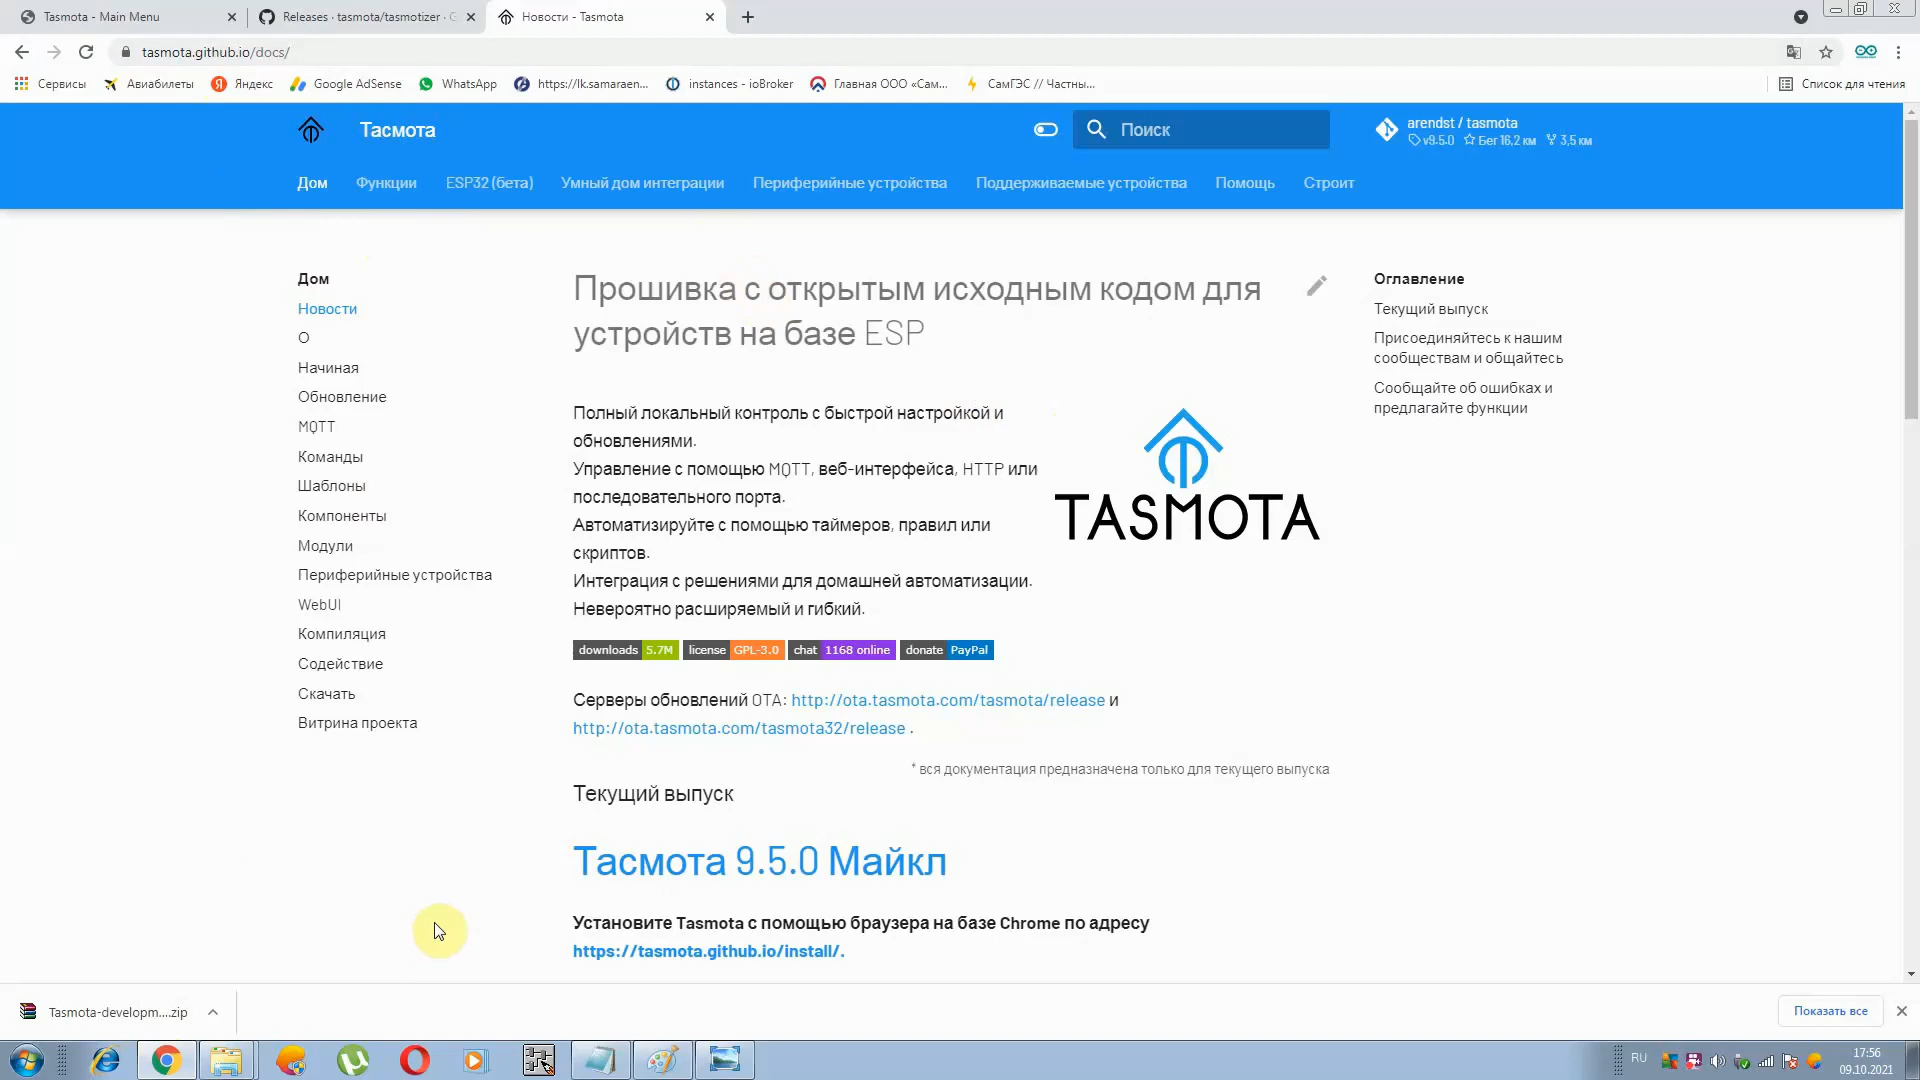 Tasmota - Main Menu
Releases · tasmota/tasmotizer · G
Новости - Tasmota
tasmota.github.io/docs/
Сервисы
Авиабилеты
Яндекс
Google AdSense
WhatsApp
https://lk.samaraen...
instances - ioBroker
Главная ООО «Сам...
СамГЭС // Частны...
Список для чтения
Тасмота
Поиск
arendst / tasmota
v9.5.0 Бег 16,2 км 3,5 км
Дом Функции ESP32 (бета) Умный дом интеграции Периферийные устройства Поддерживаемые устройства Помощь Строит
Дом
Новости
О
Начиная
Обновление
MQTT
Команды
Шаблоны
Компоненты
Модули
Периферийные устройства
WebUI
Компиляция
Содействие
Скачать
Витрина проекта
Прошивка с открытым исходным кодом для
устройств на базе ESP
Полный локальный контроль с быстрой настройкой и
обновлениями.
Управление с помощью MQTT, веб-интерфейса, HTTP или
последовательного порта.
Автоматизируйте с помощью таймеров, правил или
скриптов.
Интеграция с решениями для домашней автоматизации.
Невероятно расширяемый и гибкий.
TASMOTA
downloads 5.7M license GPL-3.0 chat 1168 online donate PayPal
Серверы обновлений OTA: http://ota.tasmota.com/tasmota/release и
http://ota.tasmota.com/tasmota32/release .
* вся документация предназначена только для текущего выпуска
Текущий выпуск
Тасмота 9.5.0 Майкл
Установите Tasmota с помощью браузера на базе Chrome по адресу
https://tasmota.github.io/install/.
Оглавление
Текущий выпуск
Присоединяйтесь к нашим
сообществам и общайтесь
Сообщайте об ошибках и
предлагайте функции
Tasmota-developm....zip
Показать все
RU
17:56
09.10.2021